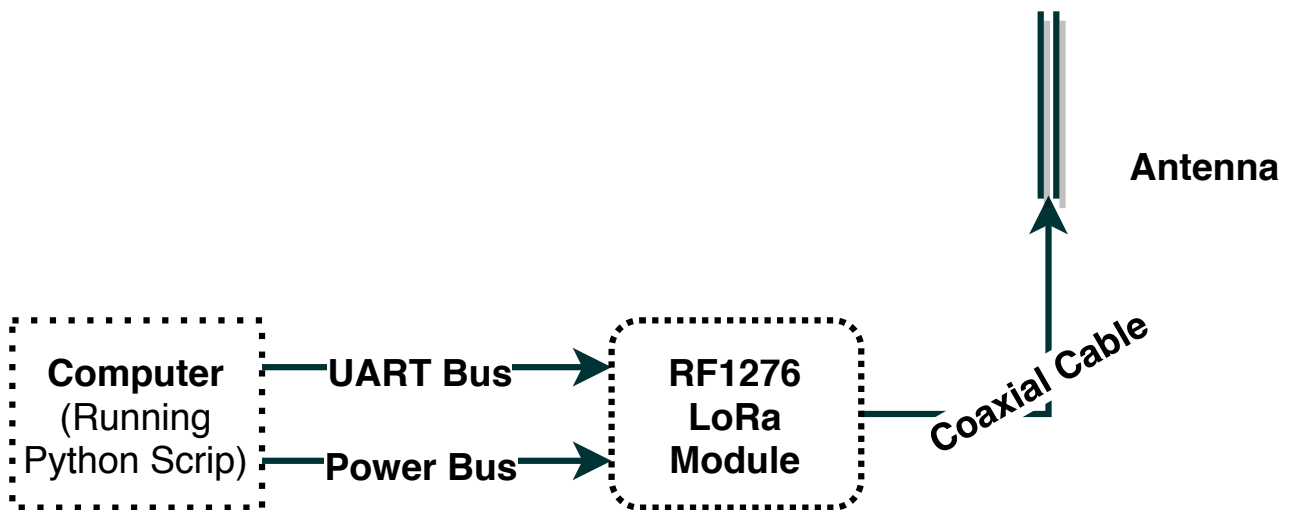 Antenna
Coaxial Cable
Computer
(Running
Python Scrip)
UART Bus
Power Bus
RF1276
LoRa
Module